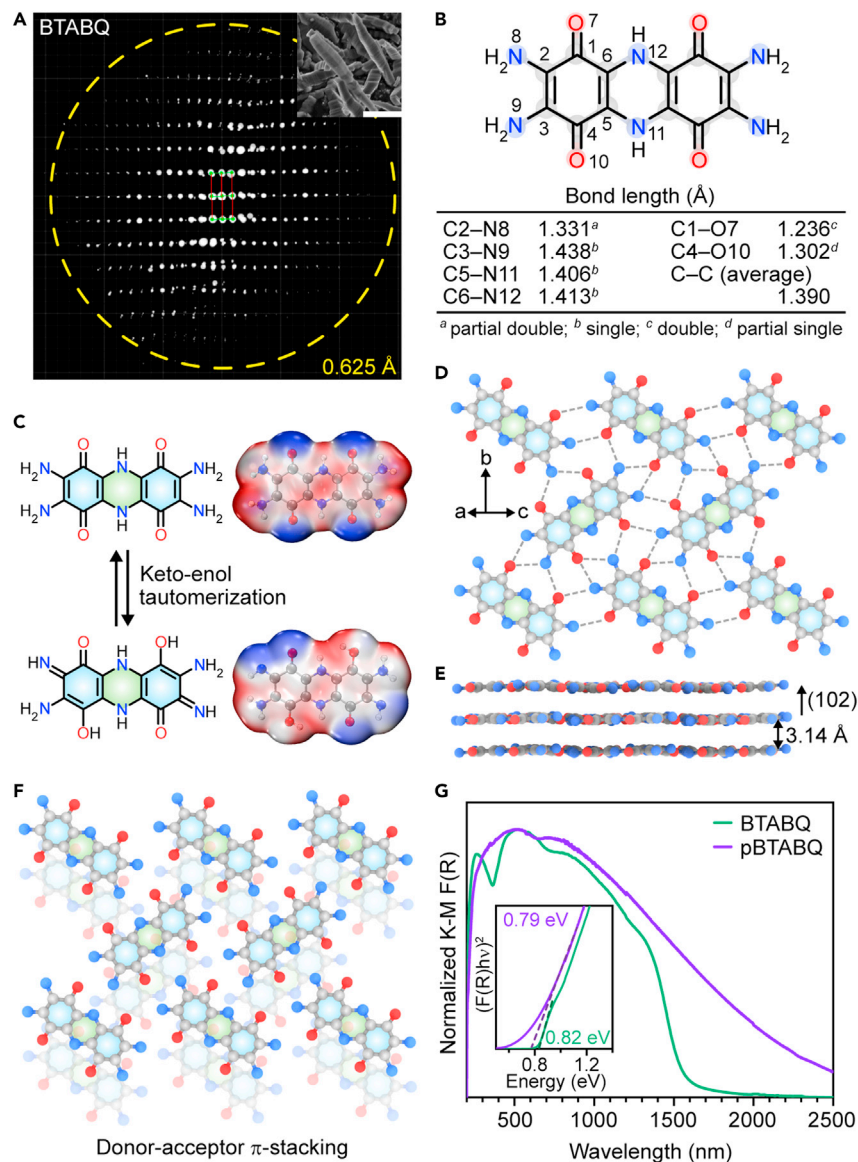 A
BTABQ
0.625 Å
B
O 7
O
8
H
H₂N
2
1
6
N 12
NH₂
9
H₂N
3
4
5
N 11
NH₂
H
O
10
O
Bond length (Å)
C2–N8 1.331ᵃ C1–O7 1.236ᶜ
C3–N9 1.438ᵇ C4–O10 1.302ᵈ
C5–N11 1.406ᵇ C–C (average)
C6–N12 1.413ᵇ 1.390
ᵃ partial double; ᵇ single; ᶜ double; ᵈ partial single
C
O H O
H₂N N NH₂
H₂N N NH₂
O H O
Keto-enol
tautomerization
O H OH
HN N NH₂
H₂N N NH
OH H O
D
b
a c
E
(102)
3.14 Å
F
Donor-acceptor π-stacking
G
Normalized K-M F(R)
BTABQ
pBTABQ
0.79 eV
(F(R)hν)²
0.82 eV
0.8 1.2
Energy (eV)
500 1000 1500 2000 2500
Wavelength (nm)